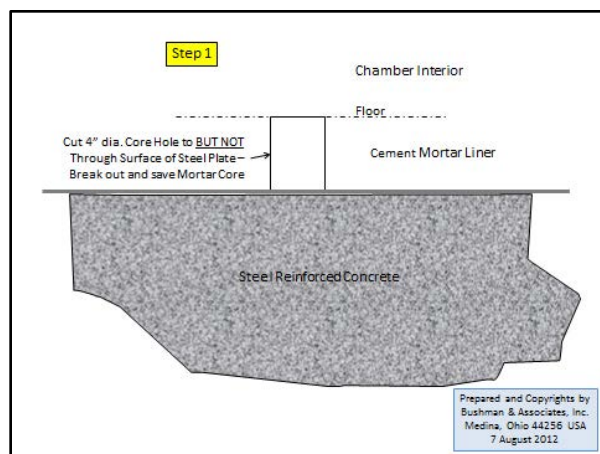 Step 1
Chamber Interior
Floor
Cut 4" dia. Core Hole to BUT NOT
Through Surface of Steel Plate–
Break out and save Mortar Core
Cement Mortar Liner
Steel Reinforced Concrete
Prepared and Copyrights by
Bushman & Associates, Inc.
Medina, Ohio 44256 USA
7 August 2012